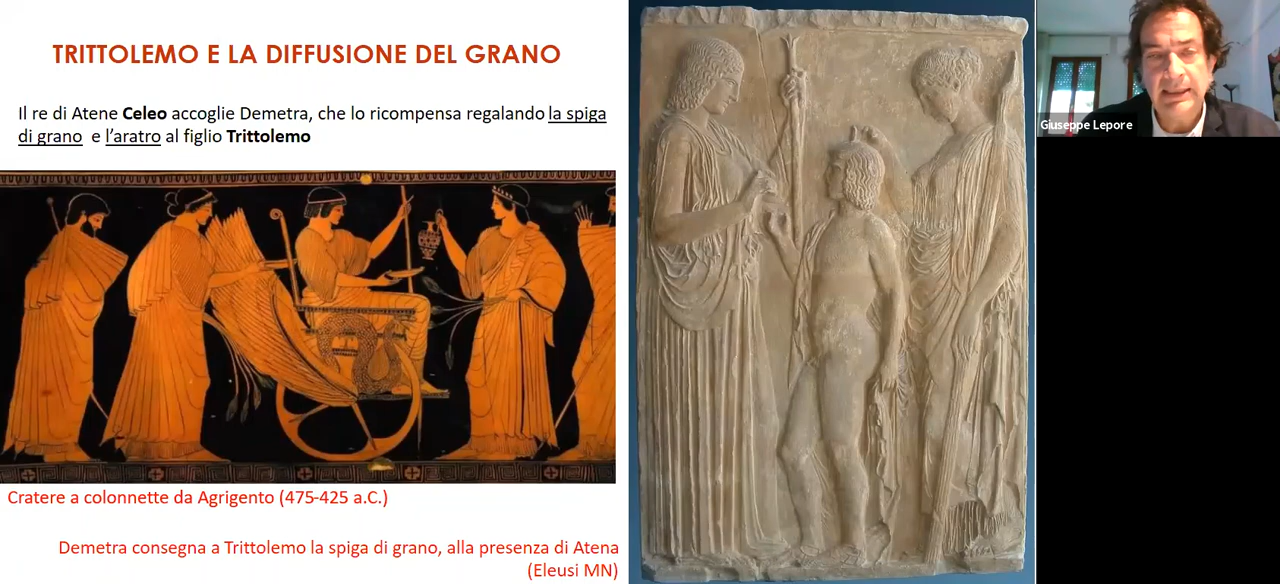 TRITTOLEMO E LA DIFFUSIONE DEL GRANO
Il re di Atene Celeo accoglie Demetra, che lo ricompensa regalando la spiga
di grano e l'aratro al figlio Trittolemo
Cratere a colonnette da Agrigento (475-425 a.C.)
Demetra consegna a Trittolemo la spiga di grano, alla presenza di Atena
(Eleusi MN)
Giuseppe Lepore